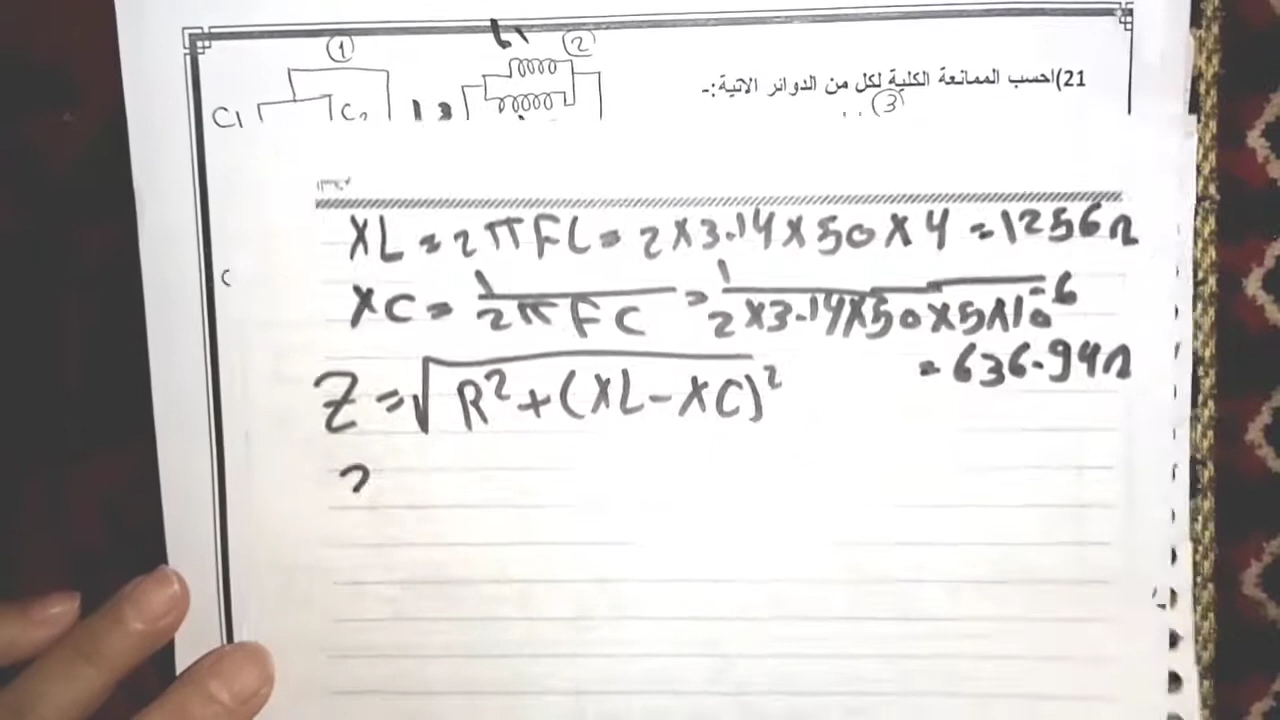 21)احسب الممانعة الكلية لكل من الدوائر الاتية:-
1
2
3
C1
XL = 2πFL = 2×3.14×50×4 = 1256Ω
XC = 1/2πFC = 1/2×3.14×50×5×10^-6
= 636.94Ω
Z = √R²+(XL-XC)²